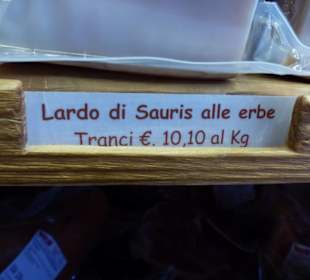 Lardo di Sauris alle erbe
Tranci €. 10,10 al Kg